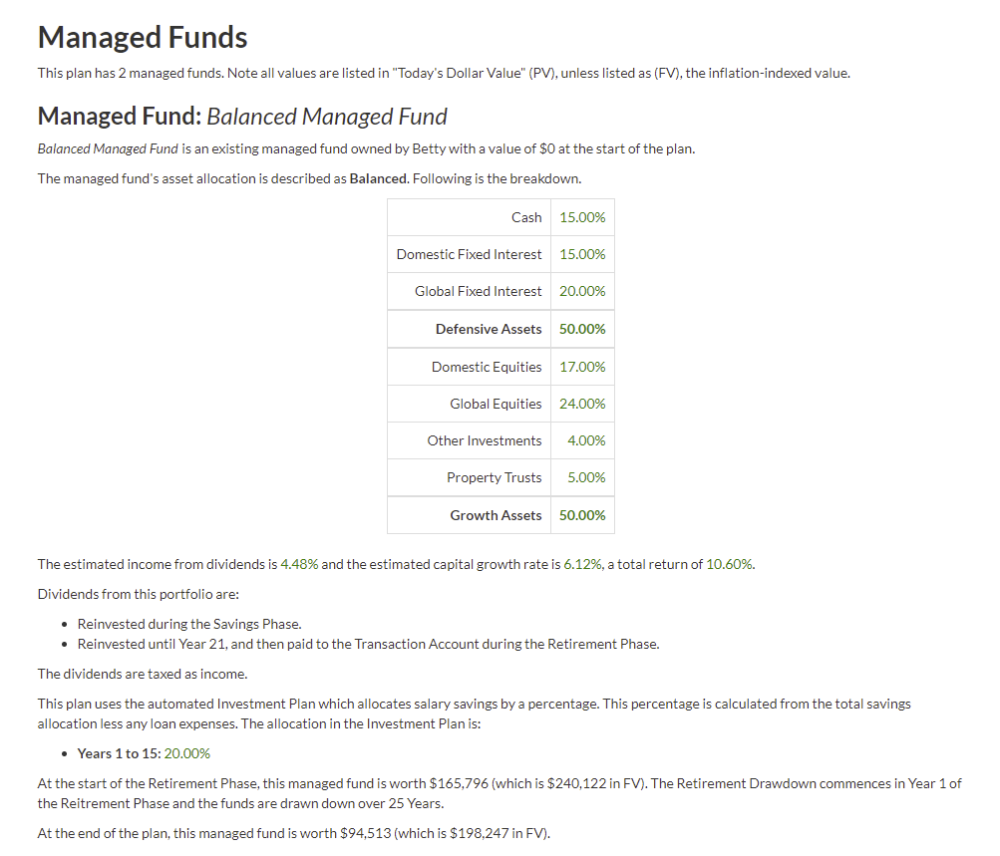 Managed Funds
This plan has 2 managed funds. Note all values are listed in "Today's Dollar Value" (PV), unless listed as (FV), the inflation-indexed value.
Managed Fund: Balanced Managed Fund
Balanced Managed Fund is an existing managed fund owned by Betty with a value of $0 at the start of the plan.
The managed fund's asset allocation is described as Balanced. Following is the breakdown.
Cash 15.00%
Domestic Fixed Interest 15.00%
Global Fixed Interest 20.00%
Defensive Assets 50.00%
Domestic Equities 17.00%
Global Equities 24.00%
Other Investments 4.00%
Property Trusts 5.00%
Growth Assets 50.00%
The estimated income from dividends is 4.48% and the estimated capital growth rate is 6.12%, a total return of 10.60%.
Dividends from this portfolio are:
• Reinvested during the Savings Phase.
• Reinvested until Year 21, and then paid to the Transaction Account during the Retirement Phase.
The dividends are taxed as income.
This plan uses the automated Investment Plan which allocates salary savings by a percentage. This percentage is calculated from the total savings
allocation less any loan expenses. The allocation in the Investment Plan is:
• Years 1 to 15: 20.00%
At the start of the Retirement Phase, this managed fund is worth $165,796 (which is $240,122 in FV). The Retirement Drawdown commences in Year 1 of
the Reitrement Phase and the funds are drawn down over 25 Years.
At the end of the plan, this managed fund is worth $94,513 (which is $198,247 in FV).